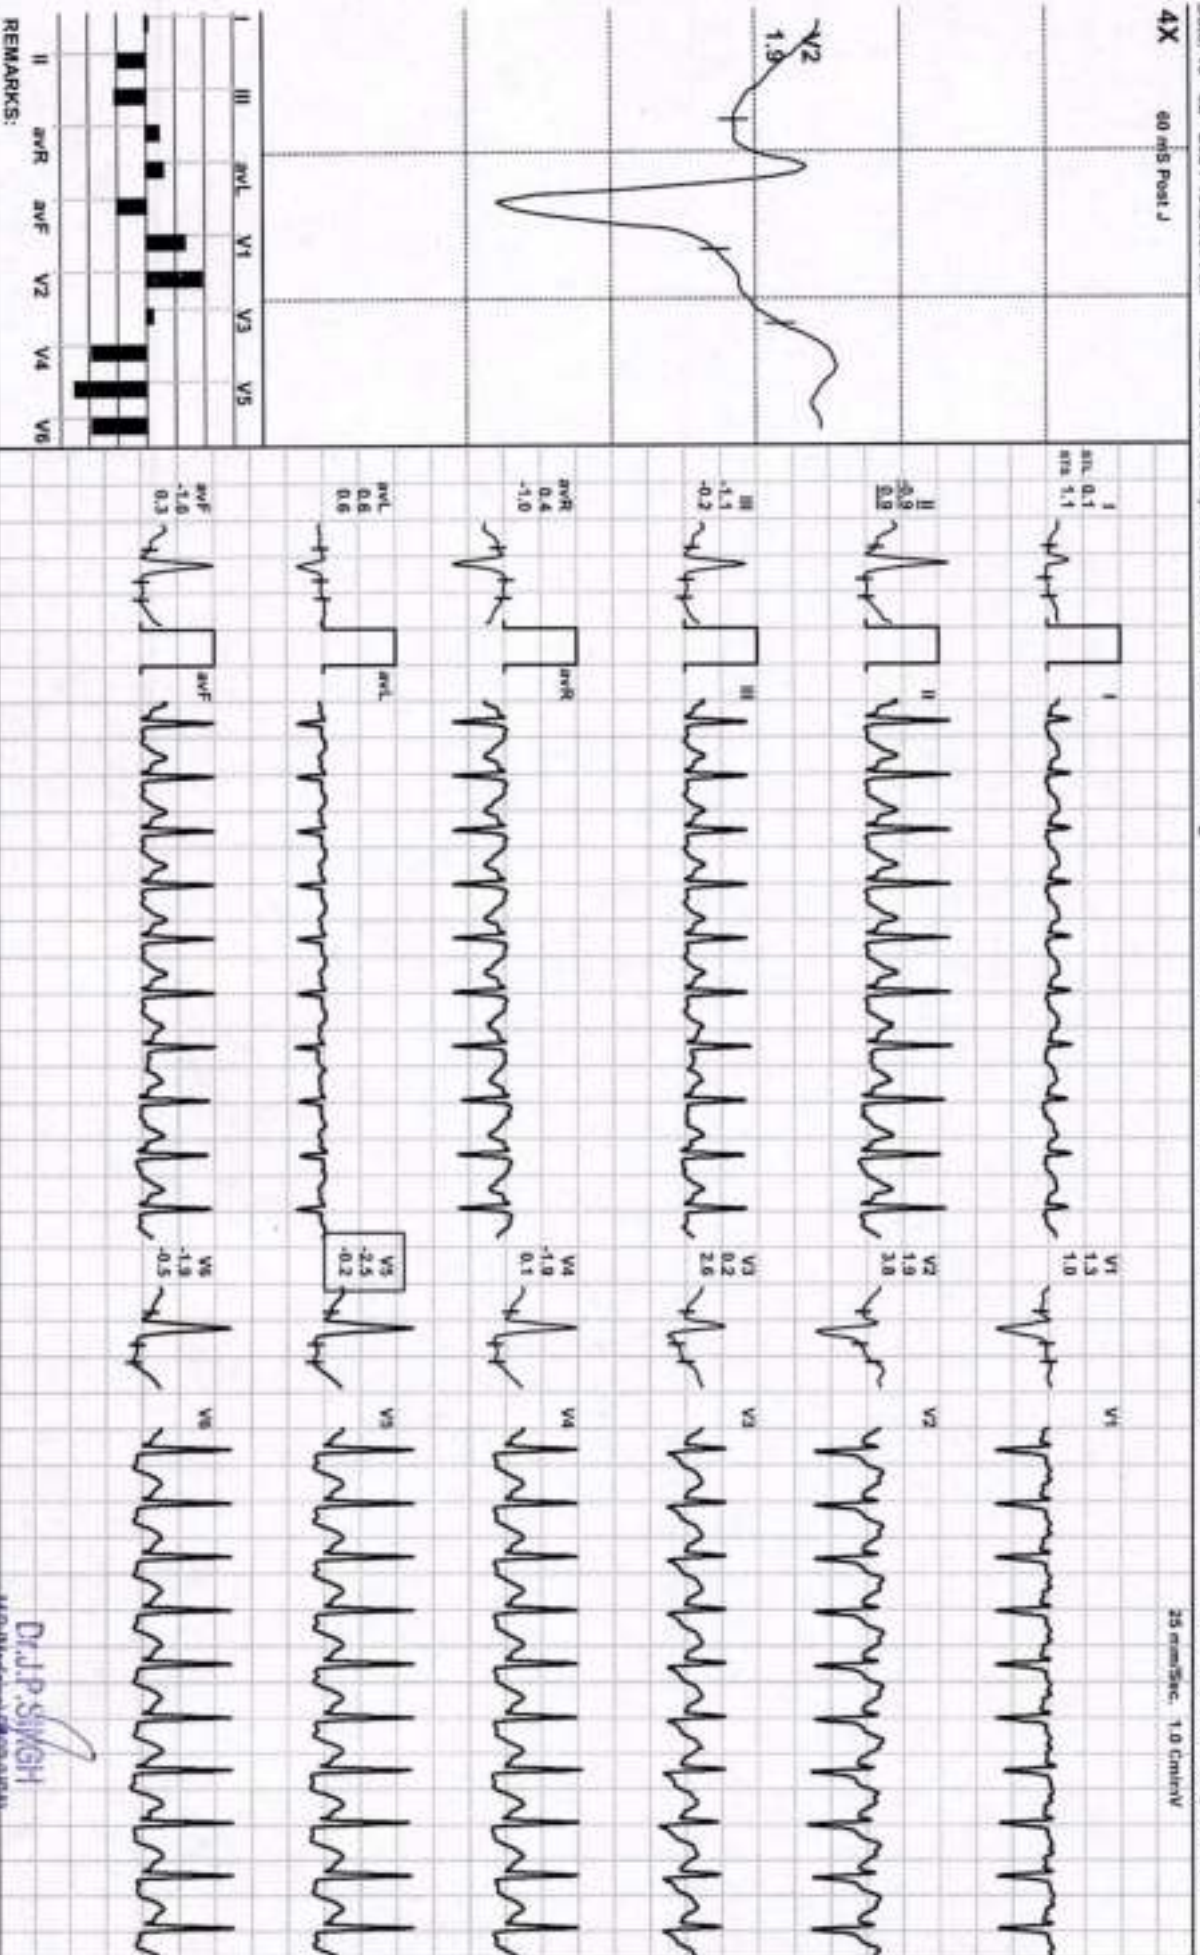 4X
60 mS Post J
25 mm/Sec. 1.0 Cm/mV
V2
1.9
I
STL 0.1
STS 1.1
I
V1
1.3
1.0
V1
II
-0.9
0.9
II
V2
1.9
3.8
V2
III
-1.1
-0.2
III
V3
0.2
2.6
V3
avR
0.4
-1.0
avR
V4
-1.9
0.1
V4
avL
0.6
0.6
avL
V5
-2.5
-0.2
V5
avF
-1.0
0.3
avF
V6
-1.9
-0.5
V6
I III avL V1 V3 V5
II avR avF V2 V4 V6
REMARKS:
Dr.J.P.SINGH